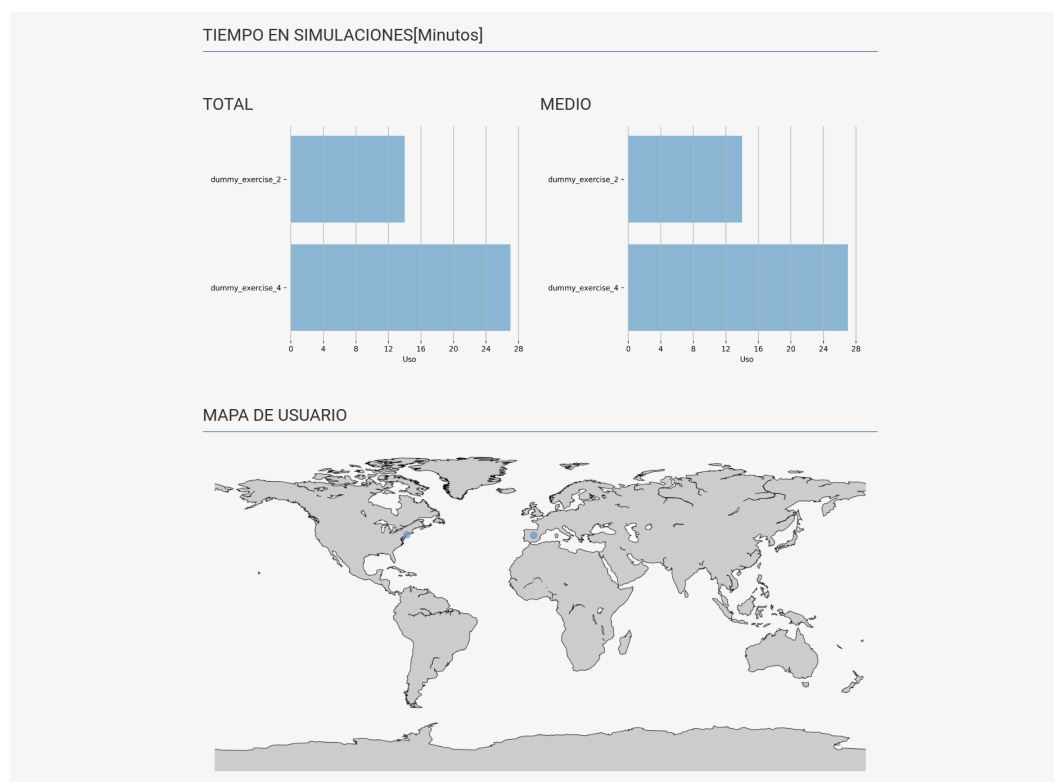 TIEMPO EN SIMULACIONES[Minutos]
TOTAL
dummy_exercise_2
dummy_exercise_4
0 4 8 12 16 20 24 28
Uso
MEDIO
dummy_exercise_2
dummy_exercise_4
0 4 8 12 16 20 24 28
Uso
MAPA DE USUARIO